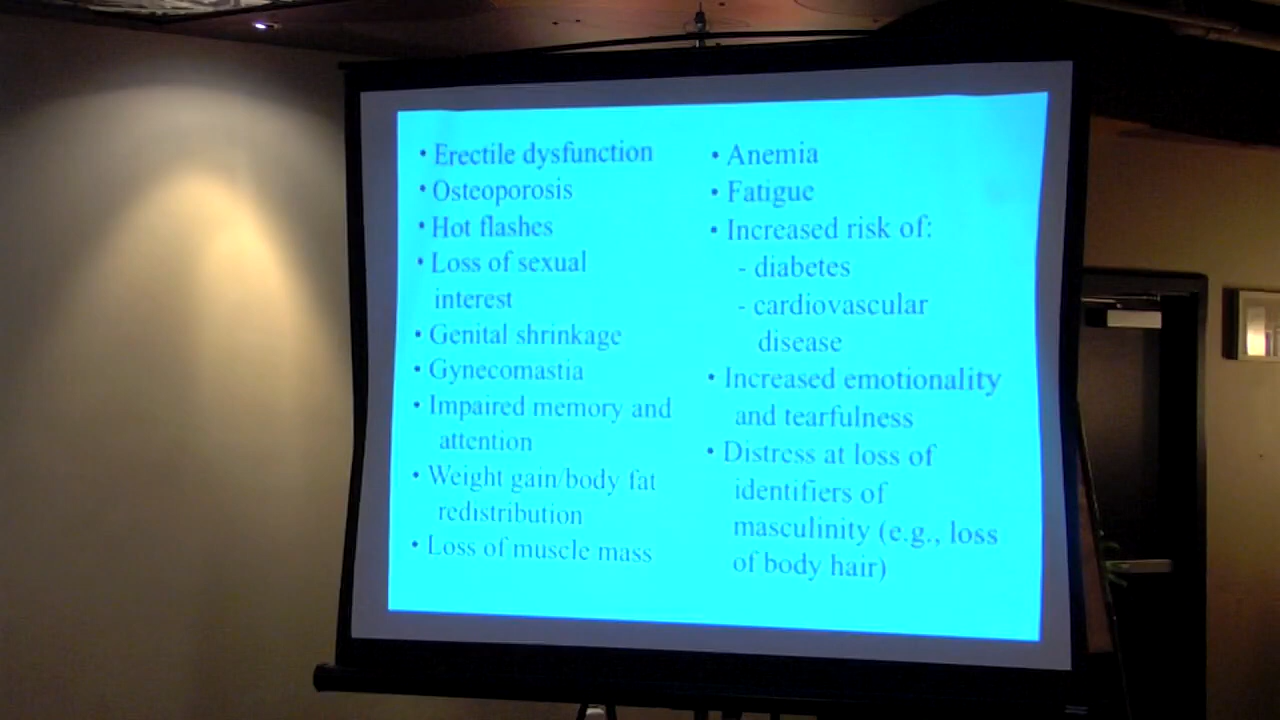 • Erectile dysfunction
• Osteoporosis
• Hot flashes
• Loss of sexual
interest
• Genital shrinkage
• Gynecomastia
• Impaired memory and
attention
• Weight gain/body fat
redistribution
• Loss of muscle mass
• Anemia
• Fatigue
• Increased risk of:
- diabetes
- cardiovascular
disease
• Increased emotionality
and tearfulness
• Distress at loss of
identifiers of
masculinity (e.g., loss
of body hair)